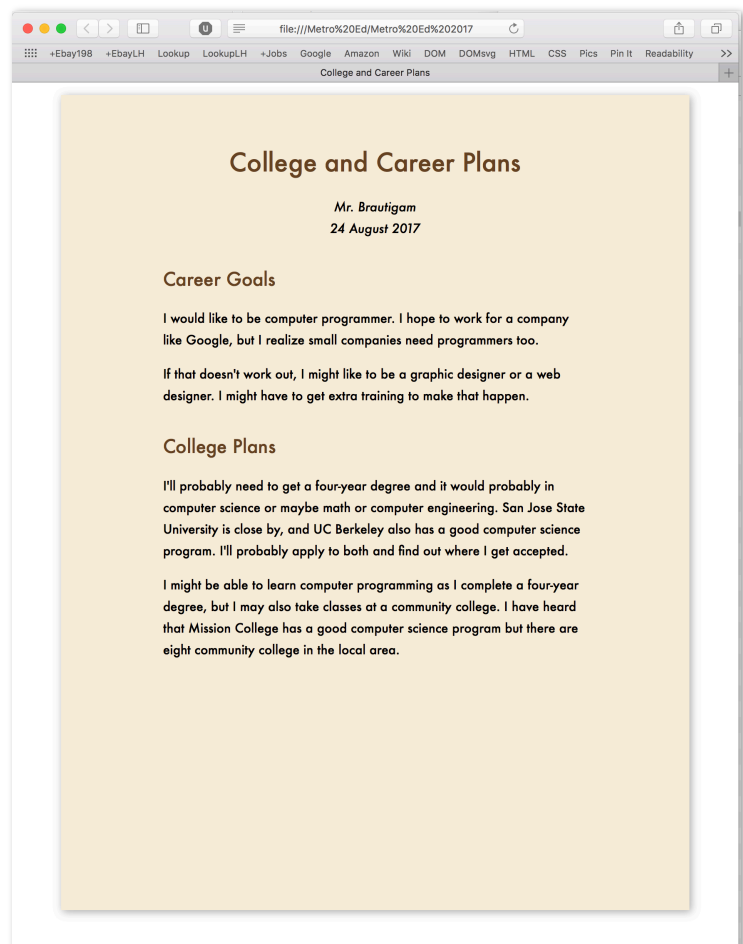 U
file:///Metro%20Ed/Metro%20Ed%202017
+Ebay198 +EbayLH Lookup LookupLH +Jobs Google Amazon Wiki DOM DOMsvg HTML CSS Pics Pin It Readability >>
College and Career Plans +
College and Career Plans
Mr. Brautigam
24 August 2017
Career Goals
I would like to be computer programmer. I hope to work for a company
like Google, but I realize small companies need programmers too.
If that doesn't work out, I might like to be a graphic designer or a web
designer. I might have to get extra training to make that happen.
College Plans
I'll probably need to get a four-year degree and it would probably in
computer science or maybe math or computer engineering. San Jose State
University is close by, and UC Berkeley also has a good computer science
program. I'll probably apply to both and find out where I get accepted.
I might be able to learn computer programming as I complete a four-year
degree, but I may also take classes at a community college. I have heard
that Mission College has a good computer science program but there are
eight community college in the local area.